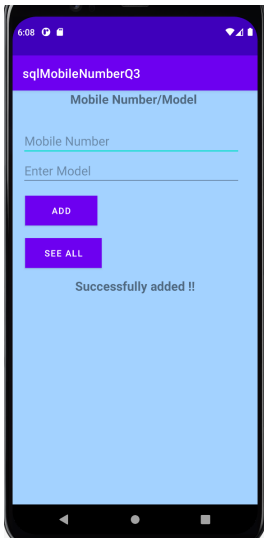 6:08
sqlMobileNumberQ3
Mobile Number/Model
Mobile Number
Enter Model
ADD
SEE ALL
Successfully added !!